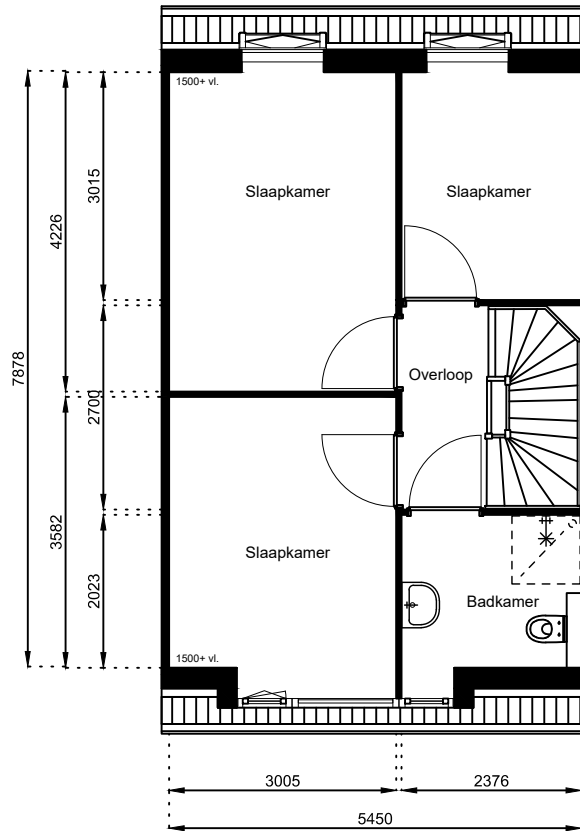 1500+ vl.
Slaapkamer
Slaapkamer
3015
4226
7878
Overloop
2700
3582
Slaapkamer
2023
Badkamer
1500+ vl.
3005
2376
5450